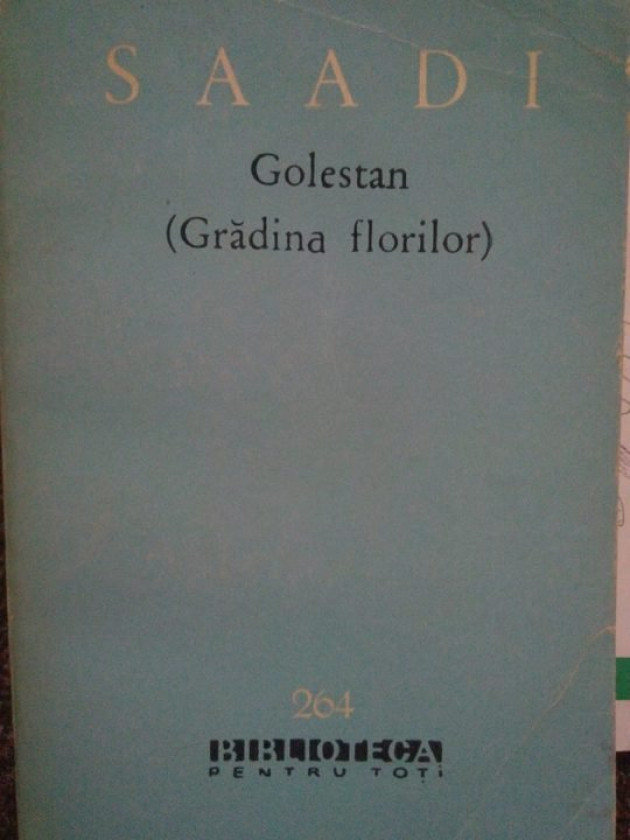 SAADI
Golestan
(Grădina florilor)
264
BIBLIOTECA
PENTRU TOȚI